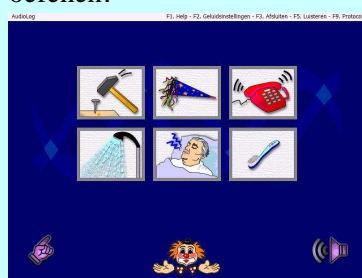 AudioLog
F1. Help - F2. Geluidsinstellingen - F3. Afsluiten - F5. Luisteren - F9. Protoco